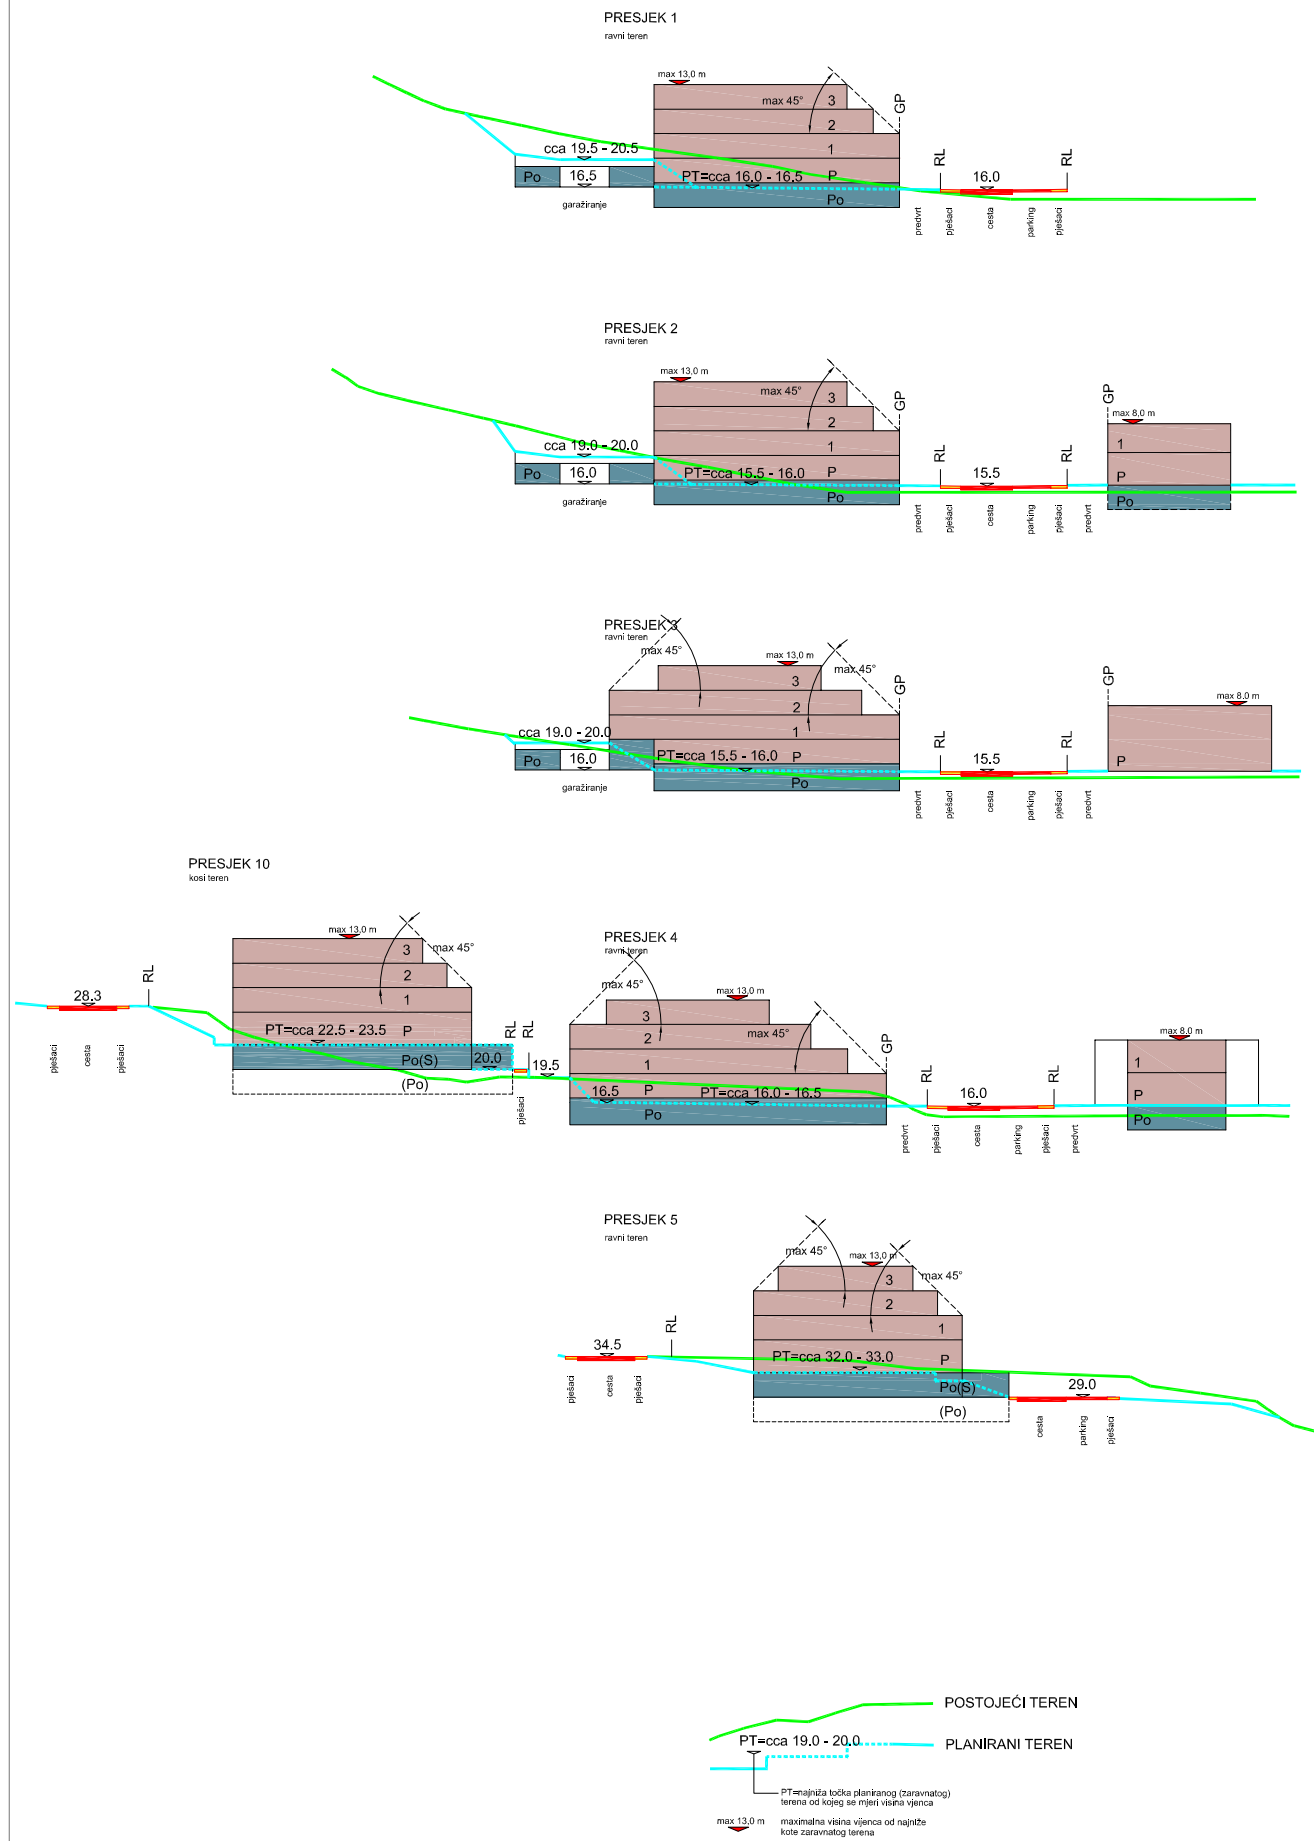 PRESJEK 1
ravni teren
max 13,0 m
max 45°
GP
3
2
1
P
Po
cca 19.5 - 20.5
Po
16.5
garažiranje
PT=cca 16.0 - 16.5
RL
16.0
RL
predvrt
pješaci
cesta
parking
pješaci
PRESJEK 2
ravni teren
max 13,0 m
max 45°
GP
3
2
1
P
Po
cca 19.0 - 20.0
Po
16.0
garažiranje
PT=cca 15.5 - 16.0
RL
15.5
RL
GP
max 8,0 m
1
P
Po
predvrt
pješaci
cesta
parking
pješaci
predvrt
PRESJEK 3
ravni teren
max 45°
max 13,0 m
max 45°
GP
3
2
1
P
Po
cca 19.0 - 20.0
Po
16.0
garažiranje
PT=cca 15.5 - 16.0
RL
15.5
RL
GP
max 8.0 m
P
predvrt
pješaci
cesta
parking
pješaci
predvrt
PRESJEK 10
kosi teren
max 13,0 m
max 45°
3
2
1
P
Po(S)
(Po)
RL
28.3
PT=cca 22.5 - 23.5
20.0
RL
RL
19.5
pješaci
cesta
pješaci
pješaci
PRESJEK 4
ravni teren
max 45°
max 13,0 m
max 45°
GP
3
2
1
P
Po
16.5
PT=cca 16.0 - 16.5
RL
16.0
RL
max 8.0 m
1
P
Po
predvrt
pješaci
cesta
parking
pješaci
predvrt
PRESJEK 5
ravni teren
max 45°
max 13,0 m
max 45°
3
2
1
P
Po(S)
(Po)
34.5
RL
PT=cca 32.0 - 33.0
29.0
pješaci
cesta
pješaci
cesta
parking
pješaci
POSTOJEĆI TEREN
PT=cca 19.0 - 20.0
PLANIRANI TEREN
PT=najniža točka planiranog (zaravnatog)
terena od kojeg se mjeri visina vjenca
max 13,0 m
maximalna visina vijenca od najniže
kote zaravnatog terena